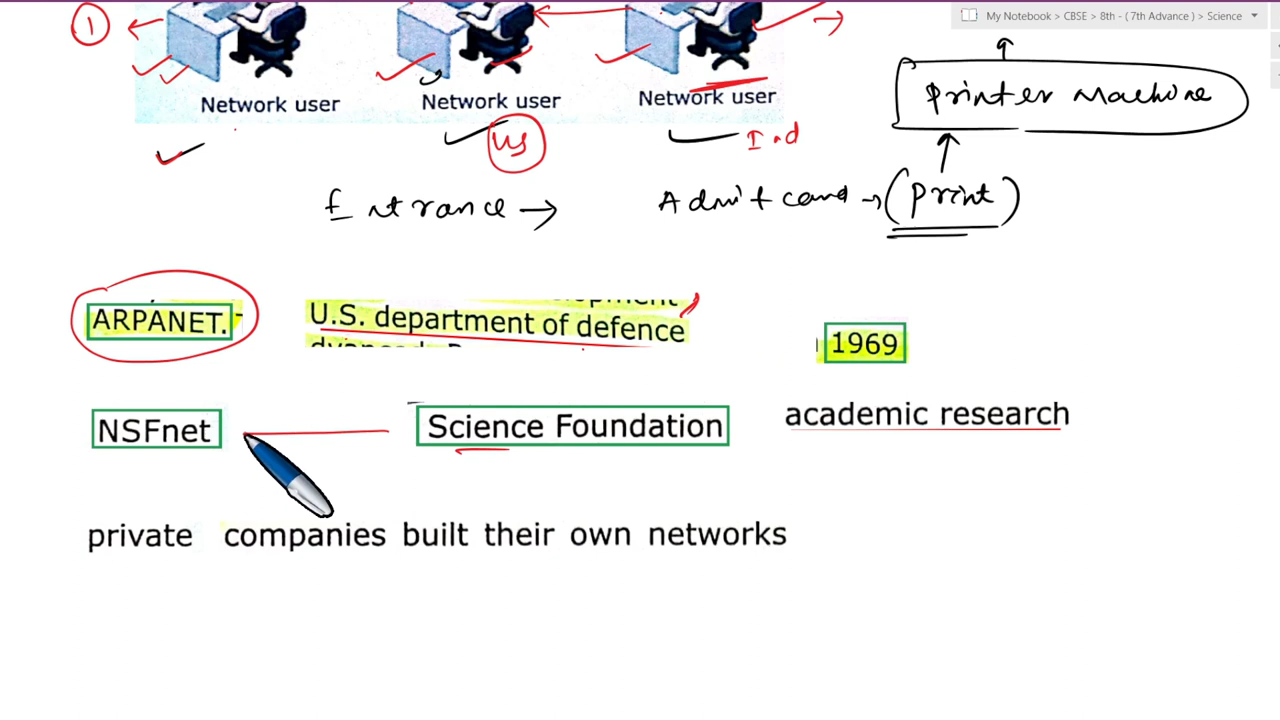 My Notebook > CBSE > 8th - ( 7th Advance ) > Science
1
Printer Machine
Network user
Network user
Network user
us
I.d
Entrance →
Admit card → (Print)
ARPANET.
U.S. department of defence
1969
NSFnet
Science Foundation
academic research
private companies built their own networks